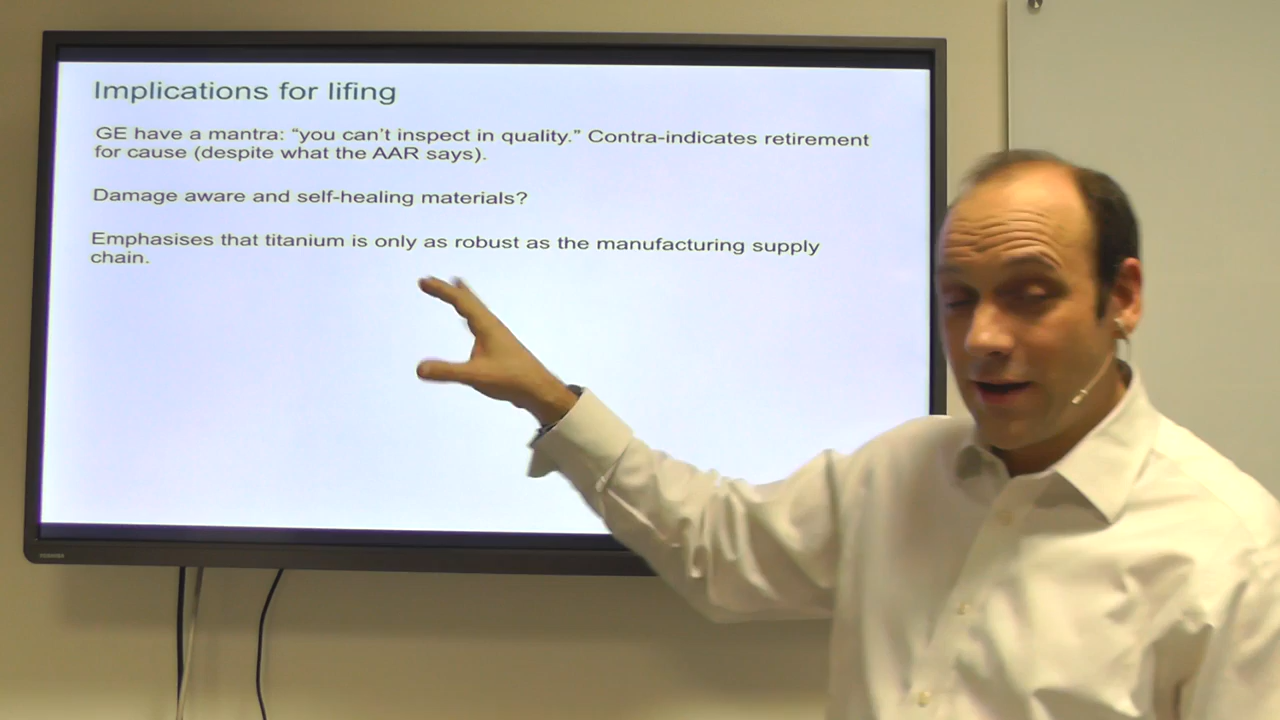 Implications for lifing
GE have a mantra: “you can’t inspect in quality.” Contra-indicates retirement
for cause (despite what the AAR says).
Damage aware and self-healing materials?
Emphasises that titanium is only as robust as the manufacturing supply
chain.
TOSHIBA